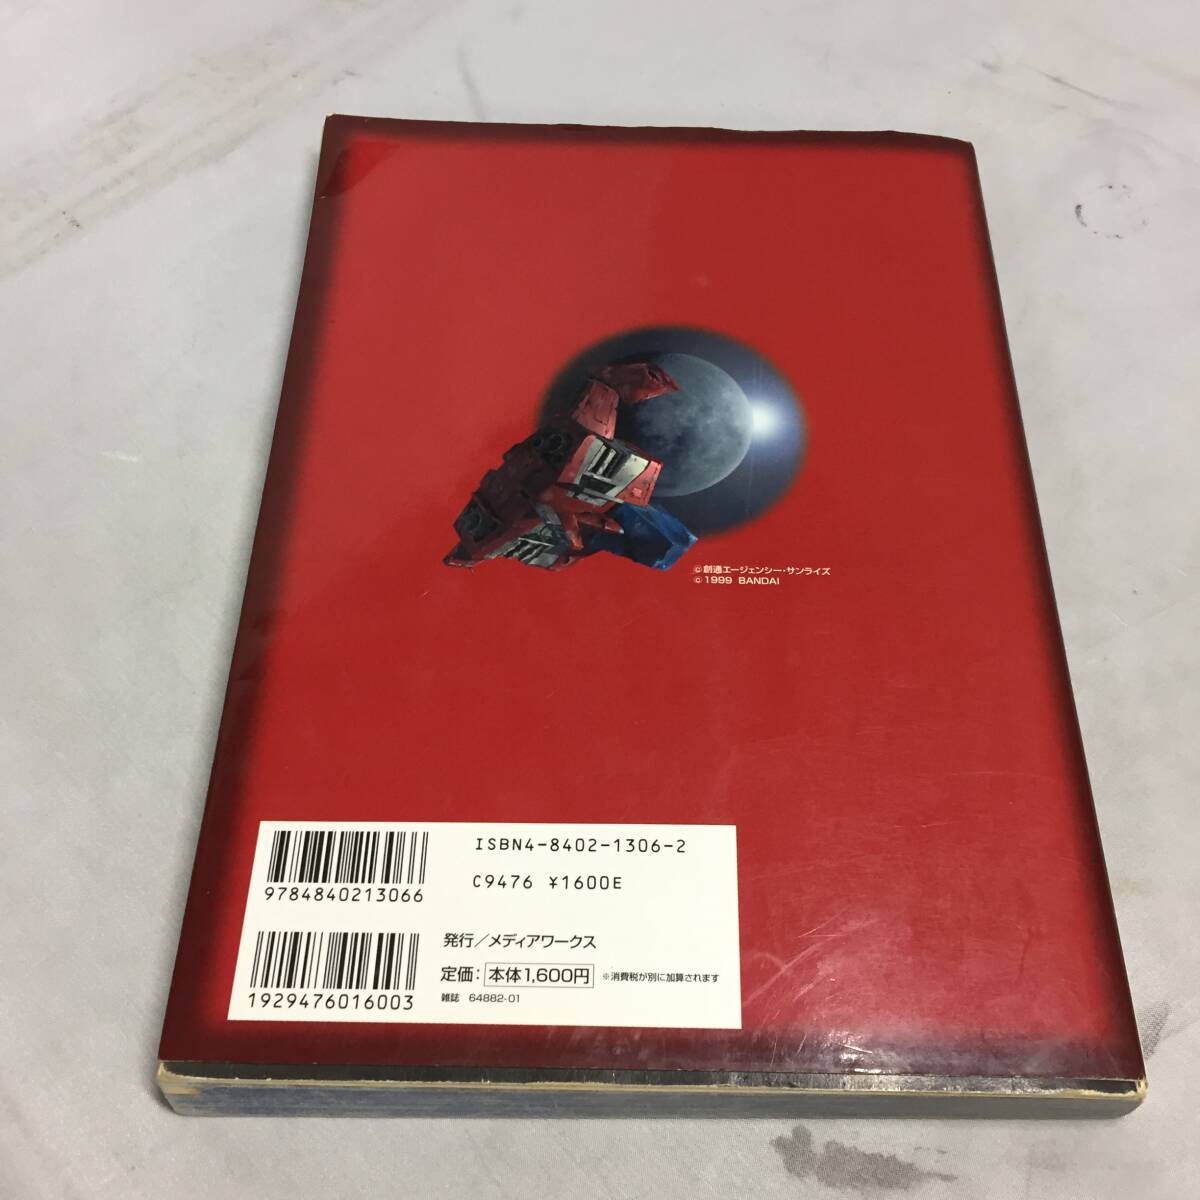 ©創通エージェンシー・サンライズ
©1999 BANDAI
ISBN4-8402-1306-2
9784840213066
C9476 ¥1600E
発行／メディアワークス
定価：本体1,600円 ※消費税が別に加算されます
雑誌 64882-01
1929476016003